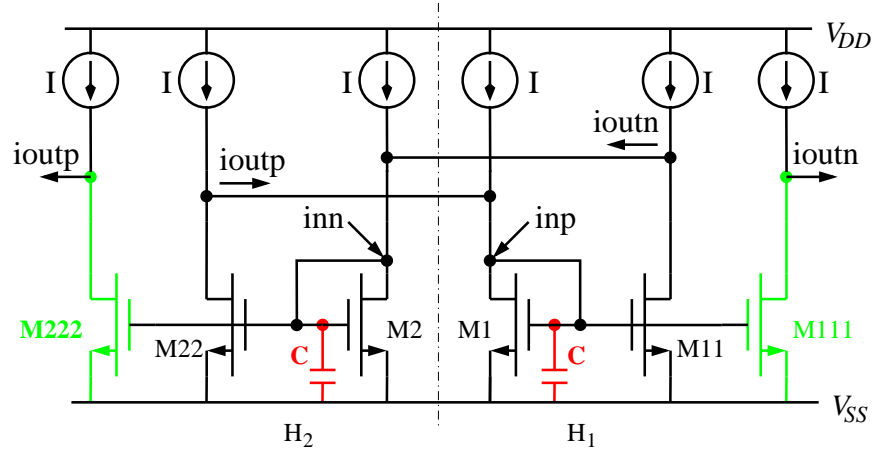 V_DD
I I I I I I
ioutp ioutp ioutn ioutn
inn inp
M222 M22 M2 M1 M11 M111
C C
V_SS
H_2 H_1